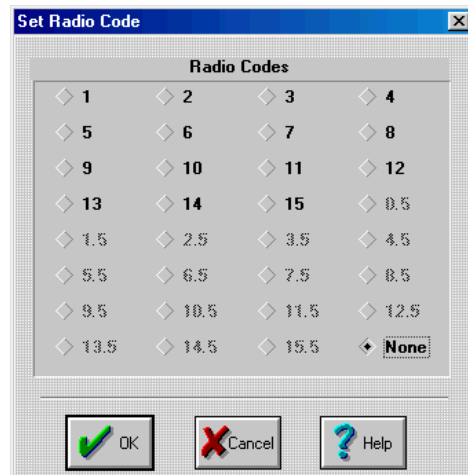 Set Radio Code
Radio Codes
1 2 3 4
5 6 7 8
9 10 11 12
13 14 15 0.5
1.5 2.5 3.5 4.5
5.5 6.5 7.5 8.5
9.5 10.5 11.5 12.5
13.5 14.5 15.5 None
OK Cancel Help